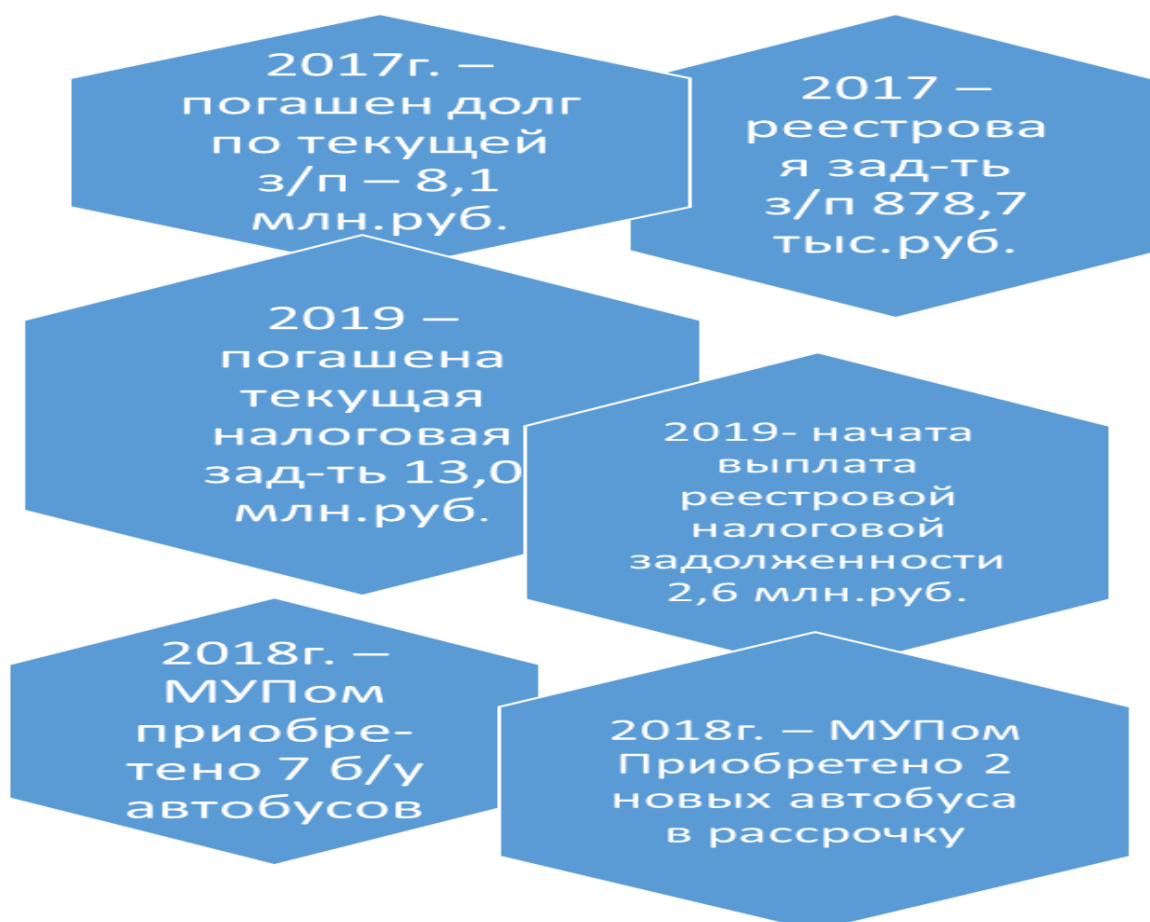 2017г. –
погашен долг
по текущей
з/п – 8,1
млн.руб.
2017 –
реестрова
я зад-ть
з/п 878,7
тыс.руб.
2019 –
погашена
текущая
налоговая
зад-ть 13,0
млн.руб.
2019- начата
выплата
реестровой
налоговой
задолженности
2,6 млн.руб.
2018г. –
МУПом
приобре-
тено 7 б/у
автобусов
2018г. – МУПом
Приобретено 2
новых автобуса
в рассрочку